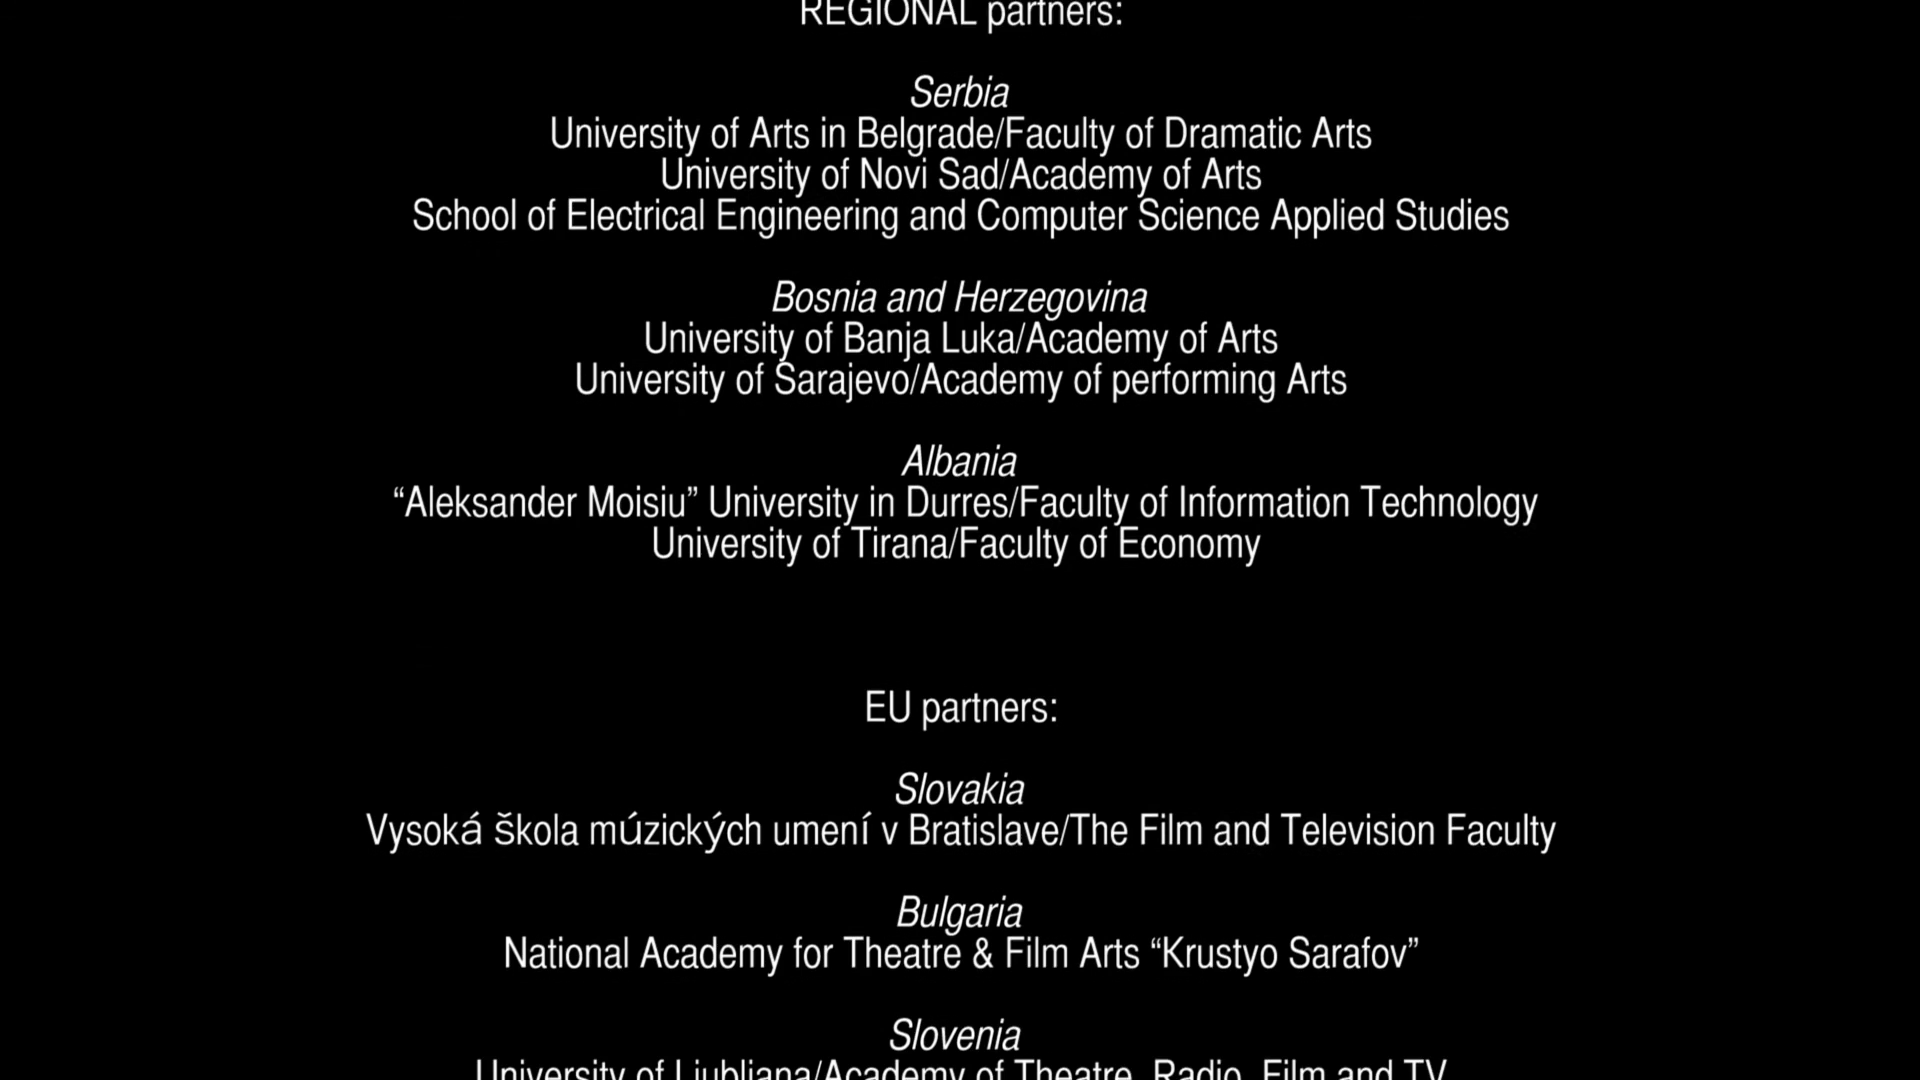 REGIONAL partners:
Serbia
University of Arts in Belgrade/Faculty of Dramatic Arts
University of Novi Sad/Academy of Arts
School of Electrical Engineering and Computer Science Applied Studies
Bosnia and Herzegovina
University of Banja Luka/Academy of Arts
University of Sarajevo/Academy of performing Arts
Albania
“Aleksander Moisiu” University in Durres/Faculty of Information Technology
University of Tirana/Faculty of Economy
EU partners:
Slovakia
Vysoká škola múzických umení v Bratislave/The Film and Television Faculty
Bulgaria
National Academy for Theatre & Film Arts “Krustyo Sarafov”
Slovenia
University of Ljubljana/Academy of Theatre, Radio, Film and TV